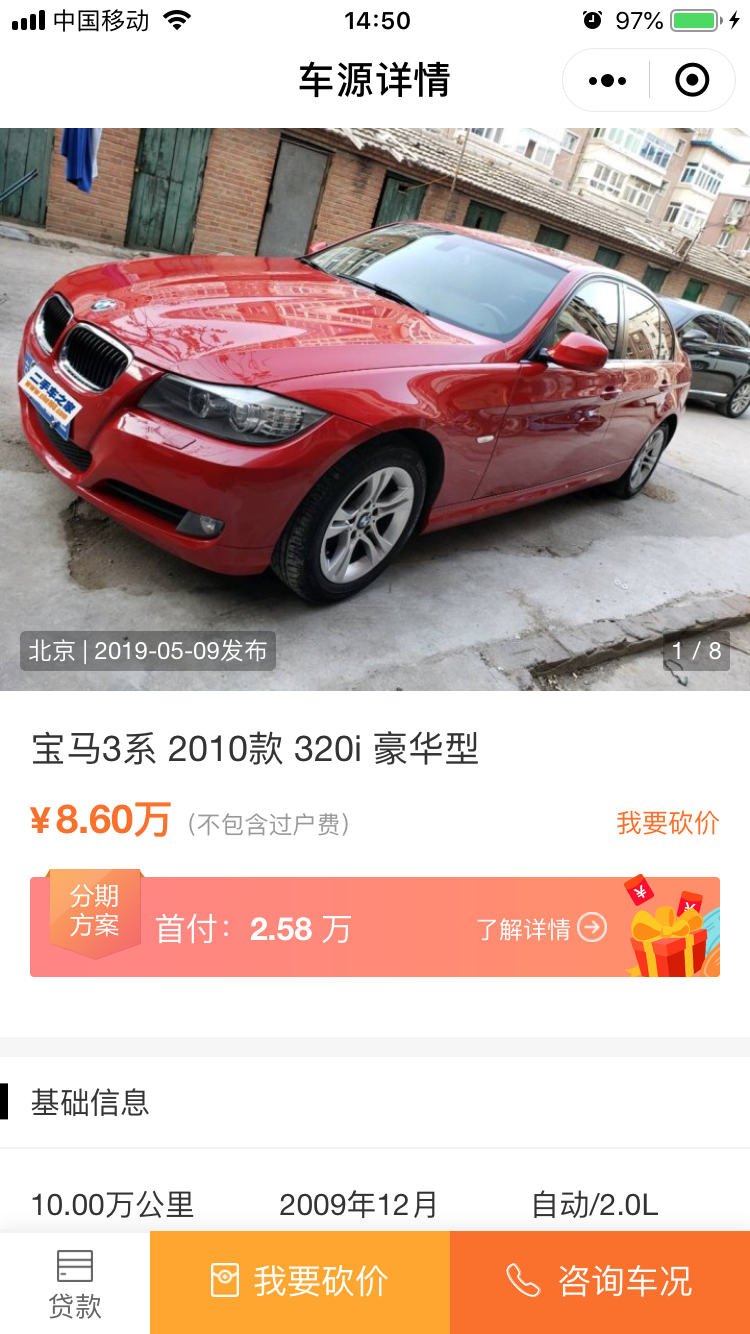 中国移动
14:50
97%
车源详情
二手车之家
北京 | 2019-05-09发布
1 / 8
宝马3系 2010款 320i 豪华型
¥8.60万 (不包含过户费)
我要砍价
分期
方案
首付: 2.58 万
了解详情
¥
¥
基础信息
10.00万公里
2009年12月
自动/2.0L
贷款
我要砍价
咨询车况